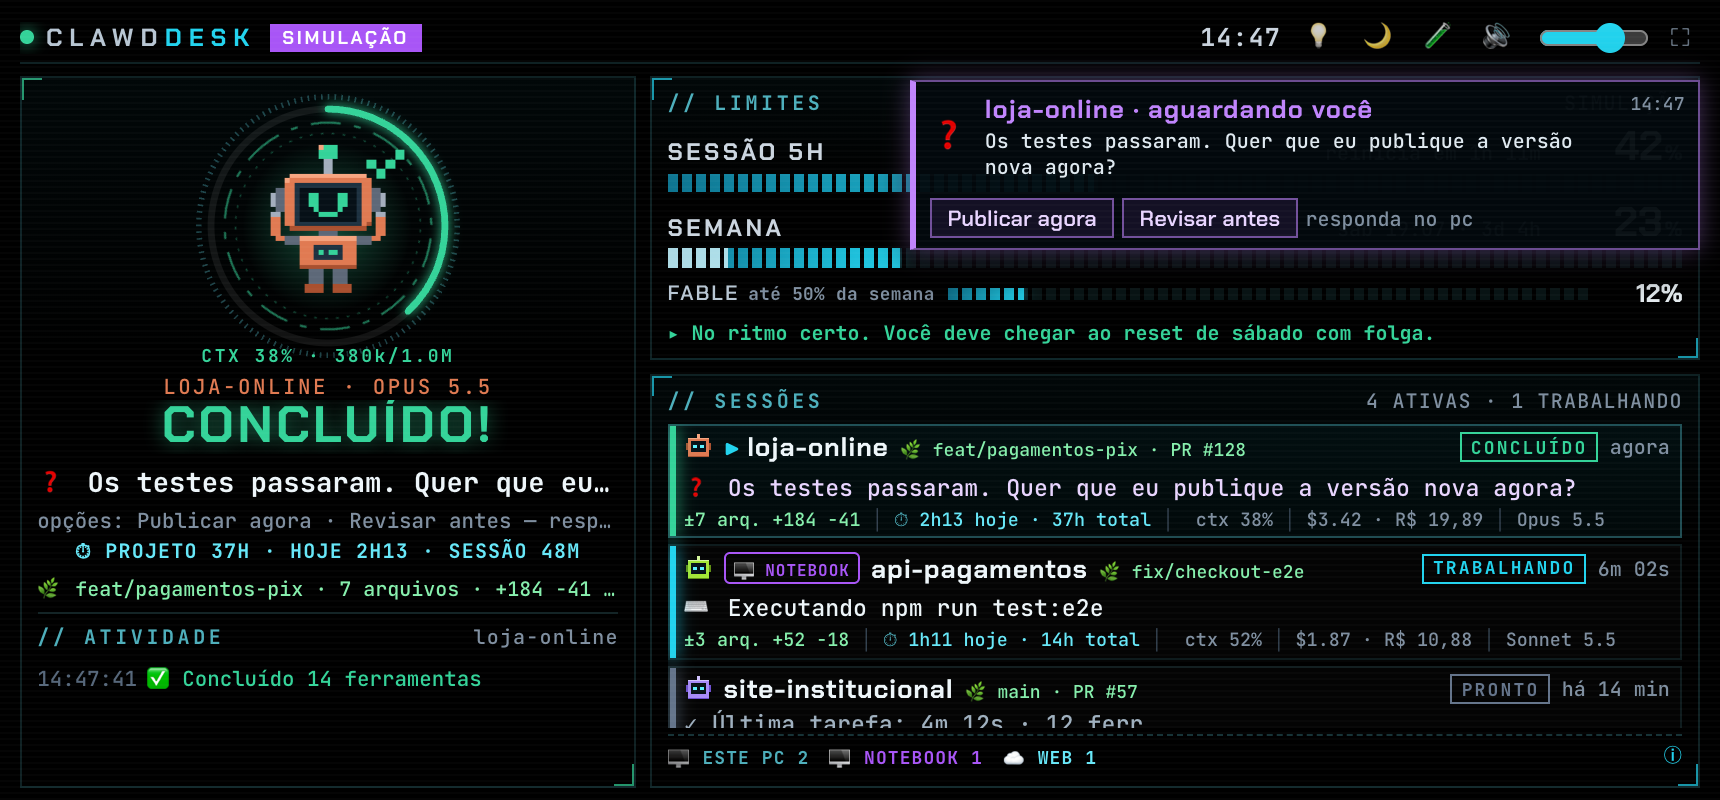 CLAWDDESK SIMULAÇÃO 14:47
CTX 38% · 380k/1.0M
LOJA-ONLINE · OPUS 5.5
CONCLUÍDO!
❓ Os testes passaram. Quer que eu…
opções: Publicar agora · Revisar antes — resp…
⏱ PROJETO 37H · HOJE 2H13 · SESSÃO 48M
🌿 feat/pagamentos-pix · 7 arquivos · +184 -41 …
// ATIVIDADE loja-online
14:47:41 ✅ Concluído 14 ferramentas
// LIMITES
SESSÃO 5H 42%
SEMANA 23%
FABLE até 50% da semana 12%
▸ No ritmo certo. Você deve chegar ao reset de sábado com folga.
loja-online · aguardando você 14:47
❓ Os testes passaram. Quer que eu publique a versão
nova agora?
Publicar agora Revisar antes responda no pc
// SESSÕES 4 ATIVAS · 1 TRABALHANDO
▶ loja-online 🌿 feat/pagamentos-pix · PR #128 CONCLUÍDO agora
❓ Os testes passaram. Quer que eu publique a versão nova agora?
±7 arq. +184 -41 ⏱ 2h13 hoje · 37h total ctx 38% $3.42 · R$ 19,89 Opus 5.5
NOTEBOOK api-pagamentos 🌿 fix/checkout-e2e TRABALHANDO 6m 02s
Executando npm run test:e2e
±3 arq. +52 -18 ⏱ 1h11 hoje · 14h total ctx 52% $1.87 · R$ 10,88 Sonnet 5.5
site-institucional 🌿 main · PR #57 PRONTO há 14 min
✓ Última tarefa: 4m 12s · 12 ferr
ESTE PC 2 NOTEBOOK 1 WEB 1